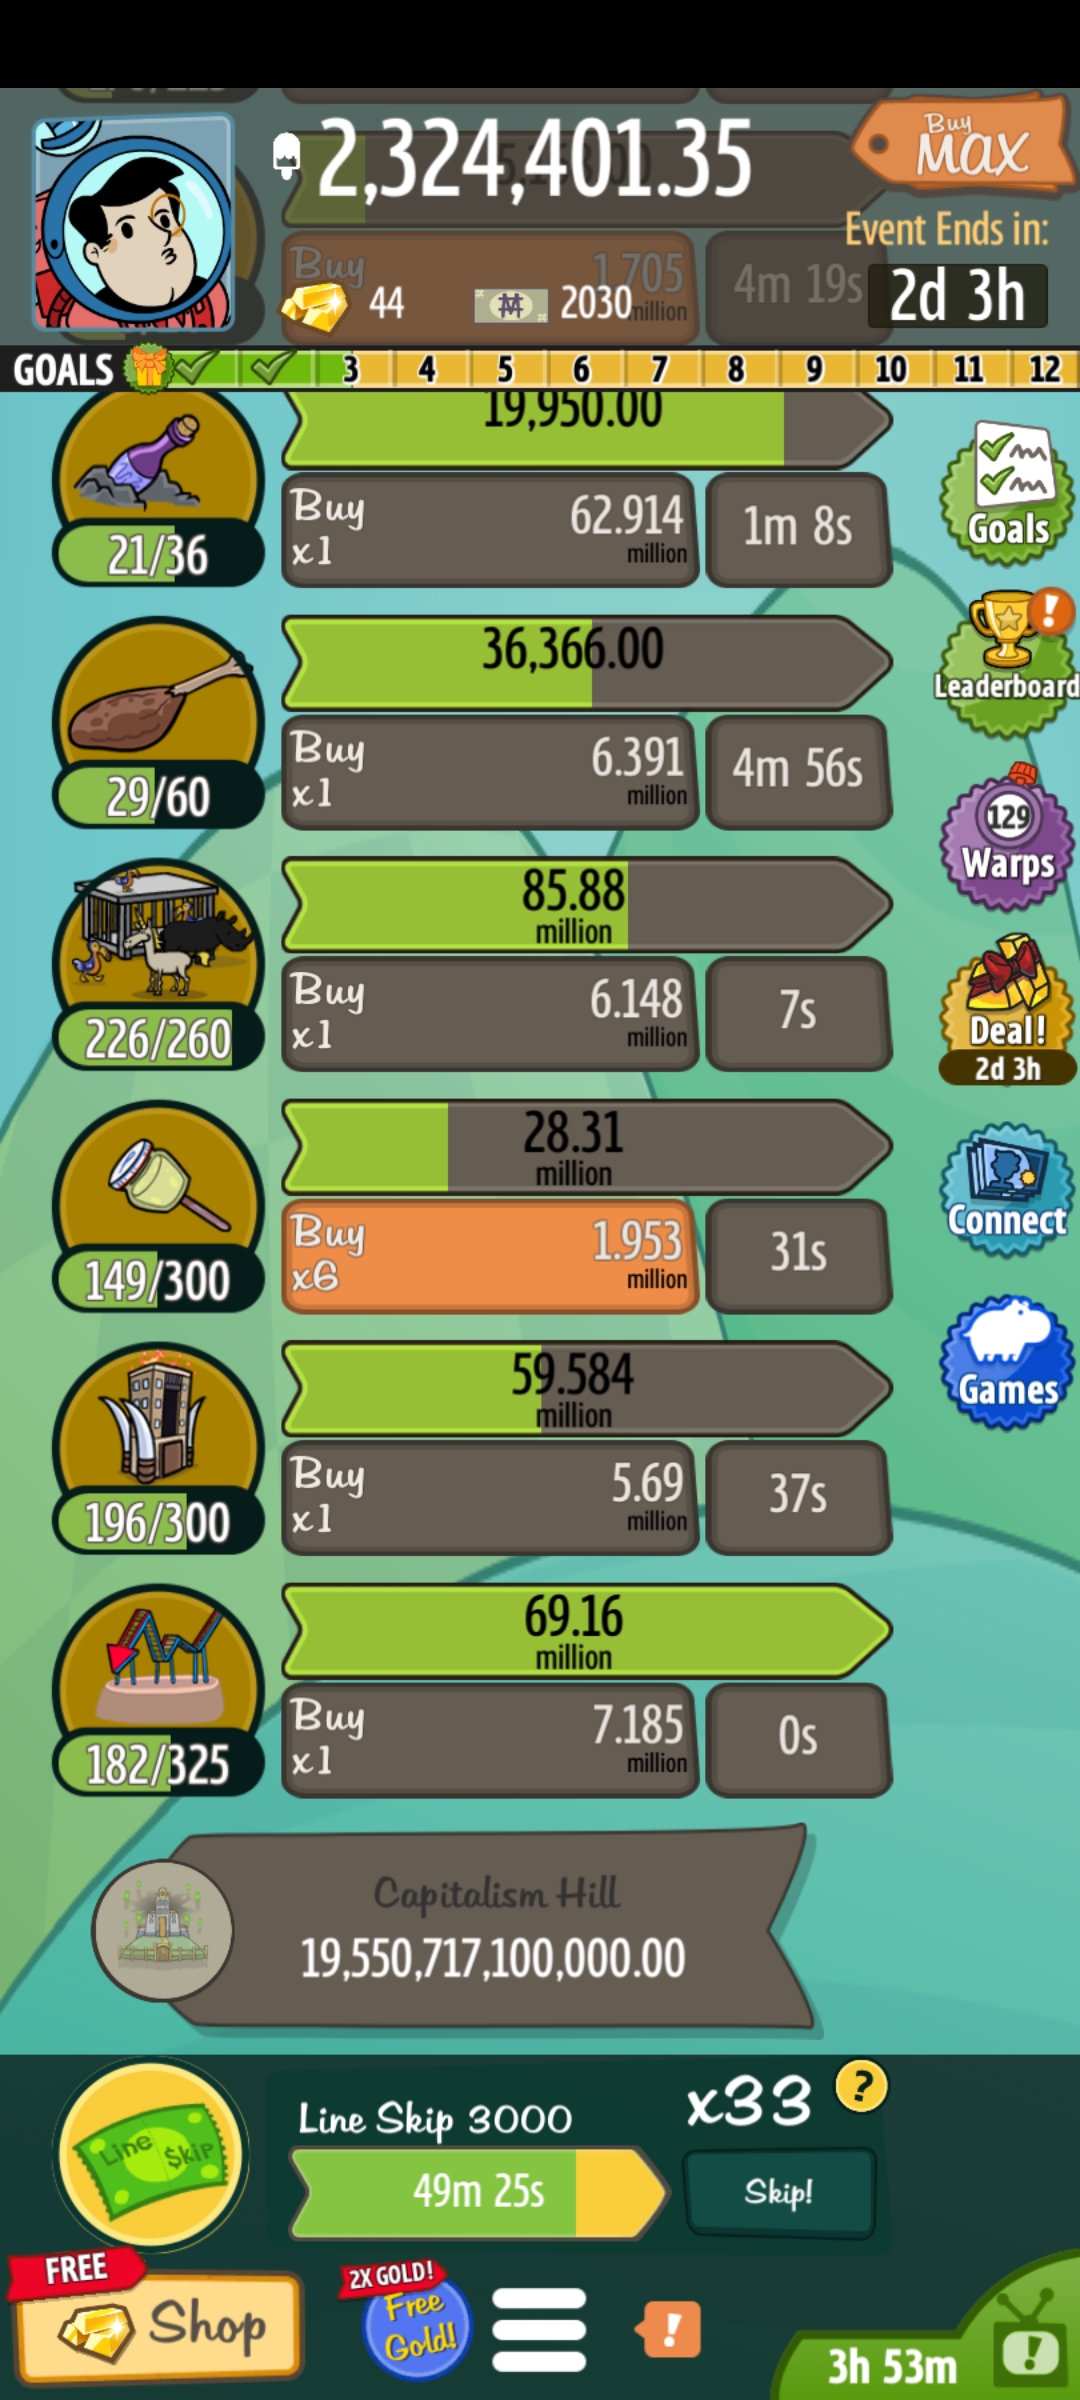 2,324,401.35
Buy
MAX
Event Ends in:
2d 3h
Buy
1.705
million
4m 19s
44
2030
GOALS
3 4 5 6 7 8 9 10 11 12
19,950.00
21/36
Buy
x1
62.914
million
1m 8s
Goals
36,366.00
29/60
Buy
x1
6.391
million
4m 56s
Leaderboard
85.88
million
226/260
Buy
x1
6.148
million
7s
129
Warps
Deal!
2d 3h
28.31
million
149/300
Buy
x6
1.953
million
31s
Connect
59.584
million
196/300
Buy
x1
5.69
million
37s
Games
69.16
million
182/325
Buy
x1
7.185
million
0s
Capitalism Hill
19,550,717,100,000.00
Line $kip
Line Skip 3000
49m 25s
x33
?
Skip!
FREE
Shop
2X GOLD!
Free
Gold!
!
3h 53m
!